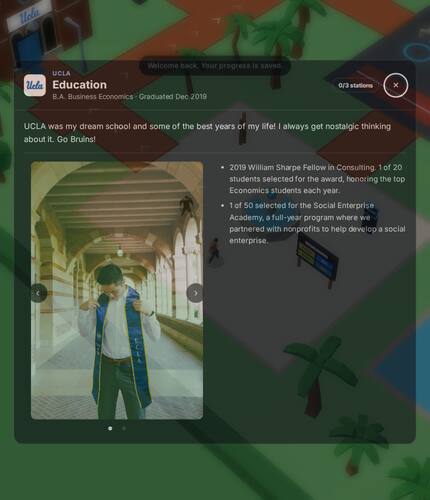 Ucla
Welcome back. Your progress is saved.
UCLA
Ucla
Education
0/3 stations
×
B.A. Business Economics · Graduated Dec 2019
UCLA was my dream school and some of the best years of my life! I always get nostalgic thinking
about it. Go Bruins!
• 2019 William Sharpe Fellow in Consulting. 1 of 20
students selected for the award, honoring the top
Economics students each year.
• 1 of 50 selected for the Social Enterprise
Academy, a full-year program where we
partnered with nonprofits to help develop a social
enterprise.
UCLA